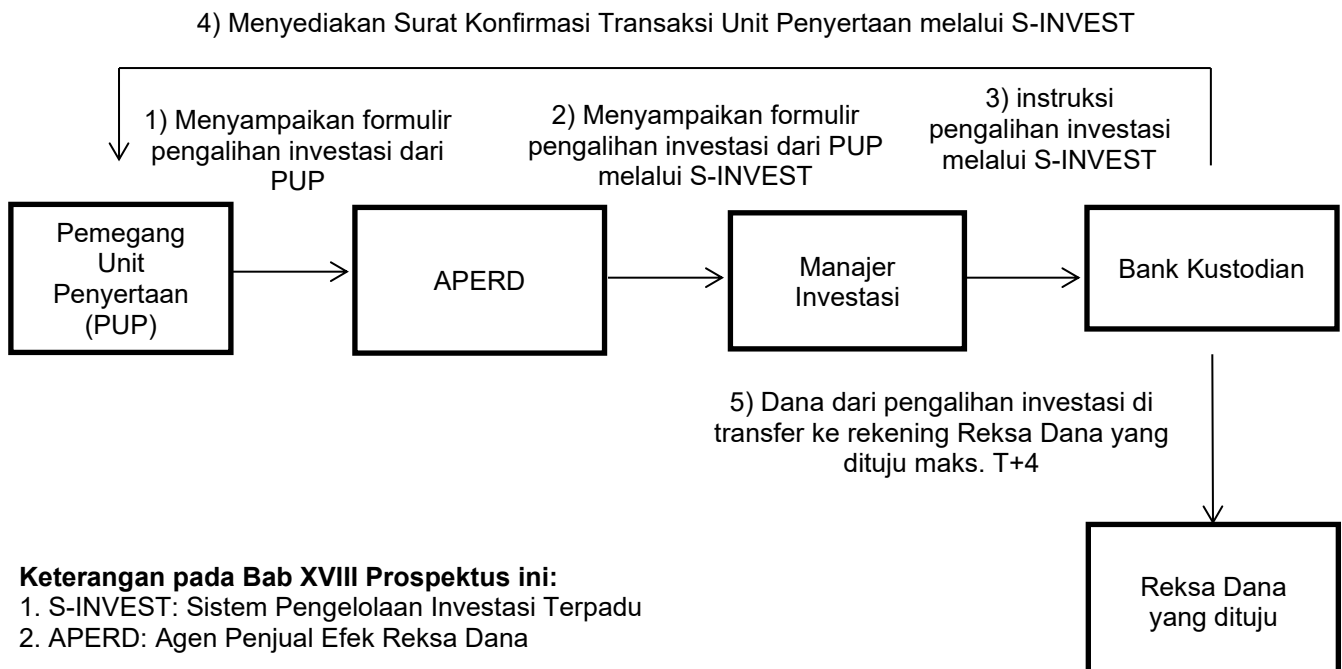 4) Menyediakan Surat Konfirmasi Transaksi Unit Penyertaan melalui S-INVEST
1) Menyampaikan formulir
pengalihan investasi dari
PUP
2) Menyampaikan formulir
pengalihan investasi dari PUP
melalui S-INVEST
3) instruksi
pengalihan investasi
melalui S-INVEST
Pemegang
Unit
Penyertaan
(PUP)
APERD
Manajer
Investasi
Bank Kustodian
5) Dana dari pengalihan investasi di
transfer ke rekening Reksa Dana yang
dituju maks. T+4
Reksa Dana
yang dituju
Keterangan pada Bab XVIII Prospektus ini:
1. S-INVEST: Sistem Pengelolaan Investasi Terpadu
2. APERD: Agen Penjual Efek Reksa Dana